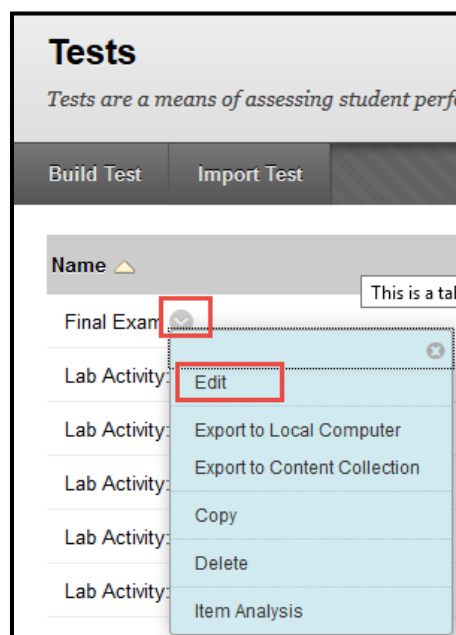 Tests
Tests are a means of assessing student perfo
Build Test Import Test
Name
This is a tal
Final Exam
Edit
Lab Activity:
Export to Local Computer
Lab Activity:
Export to Content Collection
Lab Activity:
Copy
Lab Activity:
Delete
Lab Activity:
Item Analysis